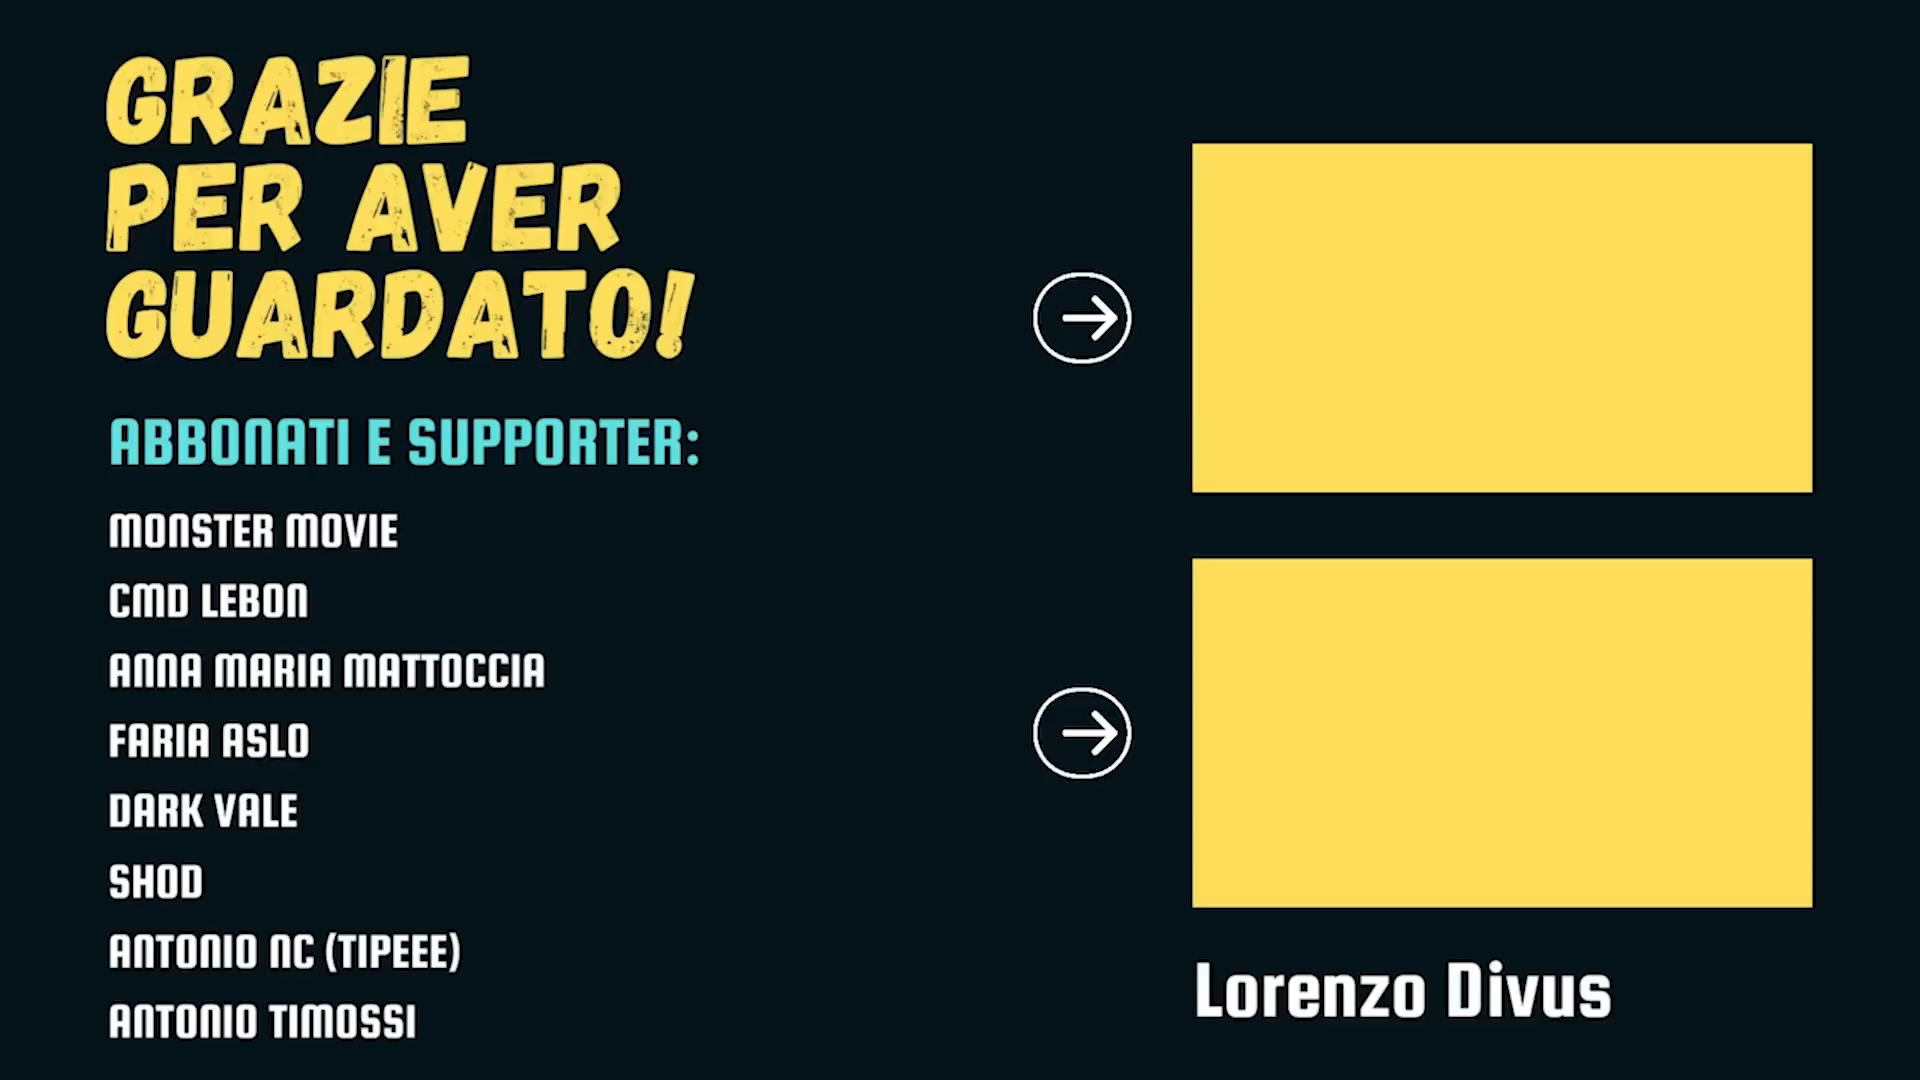 GRAZIE
PER AVER
GUARDATO!
ABBONATI E SUPPORTER:
MONSTER MOVIE
CMD LEBON
ANNA MARIA MATTOCCIA
FARIA ASLO
DARK VALE
SHOD
ANTONIO NC (TIPEEE)
ANTONIO TIMOSSI
Lorenzo Divus